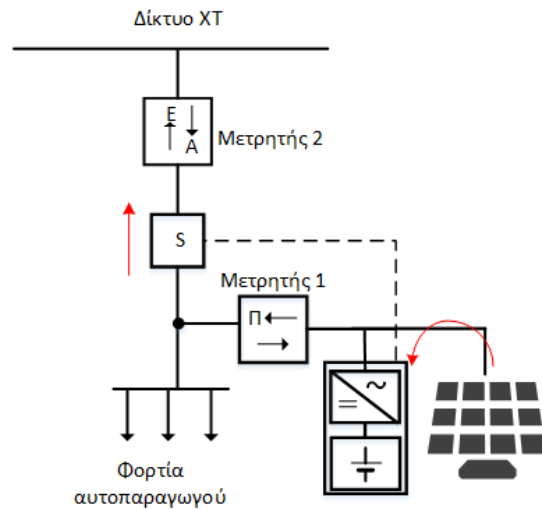 Δίκτυο ΧΤ
Ε
Α
Μετρητής 2
S
Μετρητής 1
Π
Φορτία
αυτοπαραγωγού